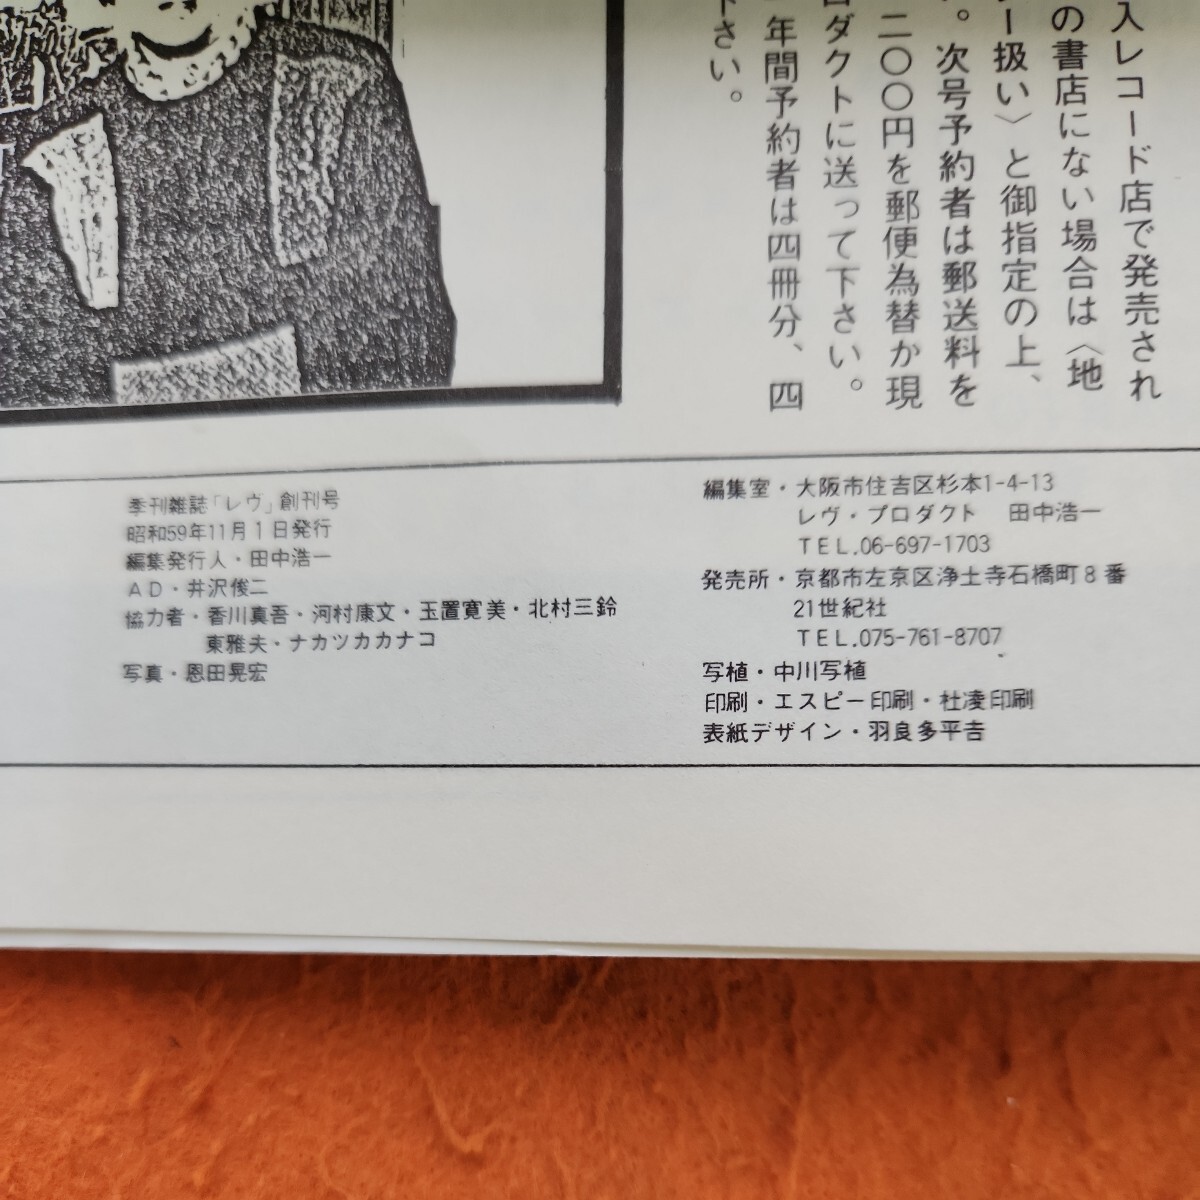 入レコード店で発売され
の書店にない場合は〈地
ー扱い〉と御指定の上、
。次号予約者は郵送料を
二〇〇円を郵便為替か現
ダクトに送って下さい。
年間予約者は四冊分、四
下さい。
季刊雑誌「レヴ」創刊号
昭和59年11月1日発行
編集発行人・田中浩一
AD・井沢俊二
協力者・香川真吾・河村康文・玉置寛美・北村三鈴
東雅夫・ナカツカカナコ
写真・恩田晃宏
編集室・大阪市住吉区杉本1-4-13
レヴ・プロダクト 田中浩一
TEL.06-697-1703
発売所・京都市左京区浄土寺石橋町8番
21世紀社
TEL.075-761-8707
写植・中川写植
印刷・エスピー印刷・杜凌印刷
表紙デザイン・羽良多平吉